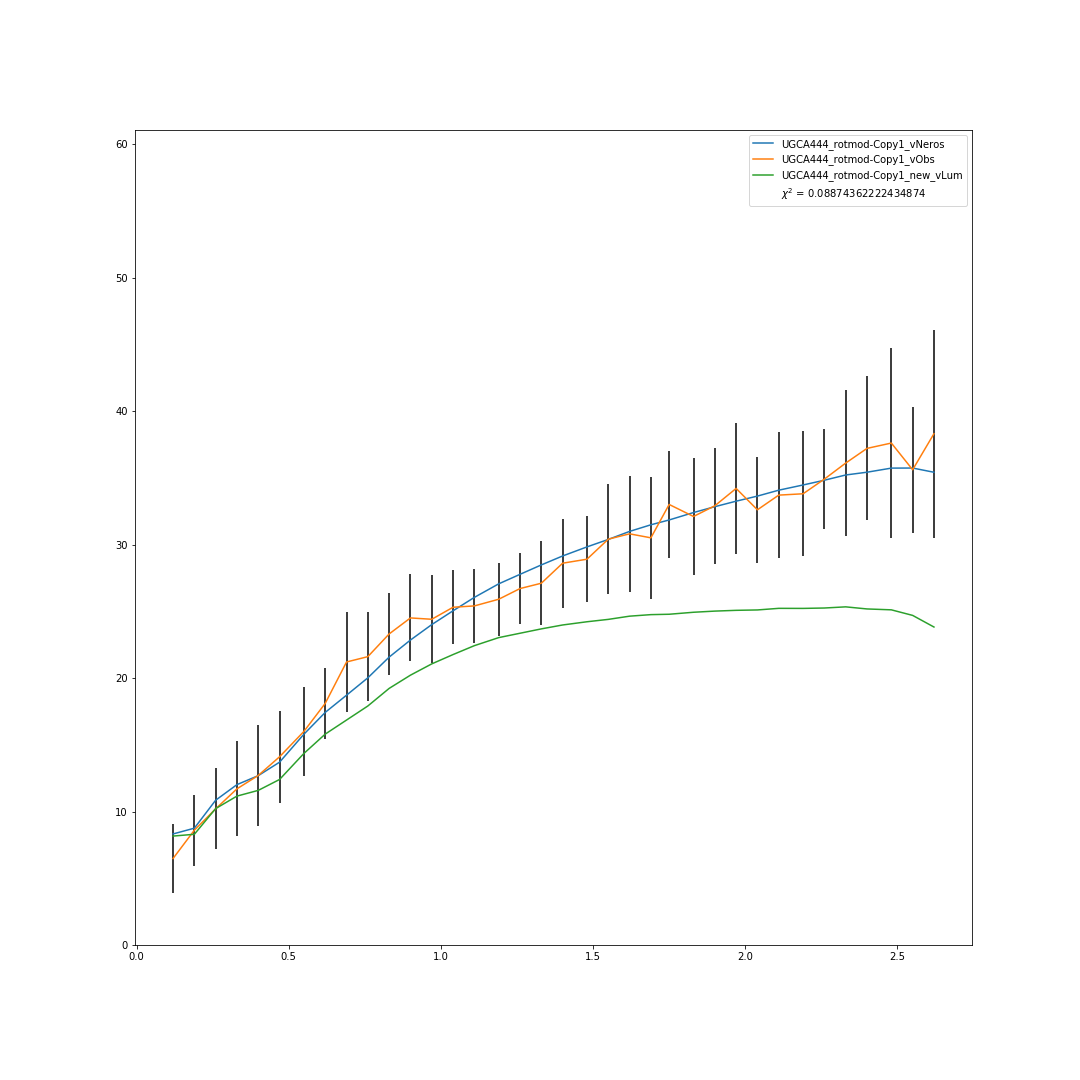 UGCA444_rotmod-Copy1_vNeros
UGCA444_rotmod-Copy1_vObs
UGCA444_rotmod-Copy1_new_vLum
χ² = 0.08874362222434874
60
50
40
30
20
10
0
0.0 0.5 1.0 1.5 2.0 2.5